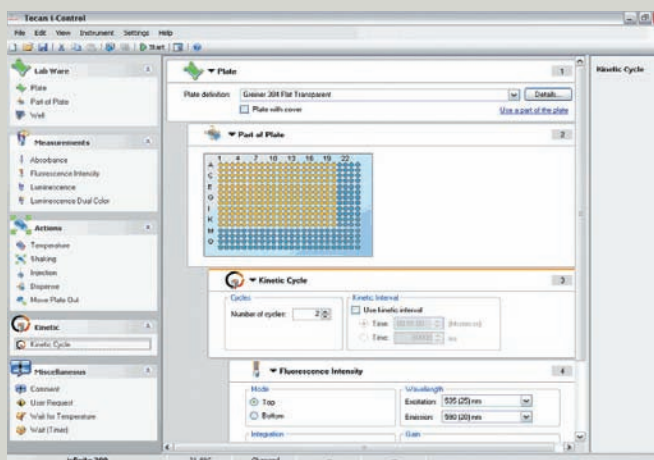 Tecan i-Control
File Edit View Instrument Settings Help
Start
Lab Ware
Plate
Part of Plate
Well
Measurements
Absorbance
Fluorescence Intensity
Luminescence
Luminescence Dual Color
Actions
Temperature
Shaking
Injection
Dispense
Move Plate Out
Kinetic
Kinetic Cycle
Miscellaneous
Comment
User Request
Wait for Temperature
Wait (Timer)
Plate 1
Plate definition: Greiner 384 Flat Transparent Details...
Plate with cover Use a part of the plate
Part of Plate 2
1 4 7 10 13 16 19 22
A
C
E
G
I
K
M
O
Kinetic Cycle 3
Cycles Kinetic Interval
Number of cycles: 2 Use kinetic interval
Time:
Time: ms
Fluorescence Intensity 4
Mode Wavelength
Top Excitation: 535 (25) nm
Bottom Emission: 590 (20) nm
Integration Gain
Kinetic Cycle